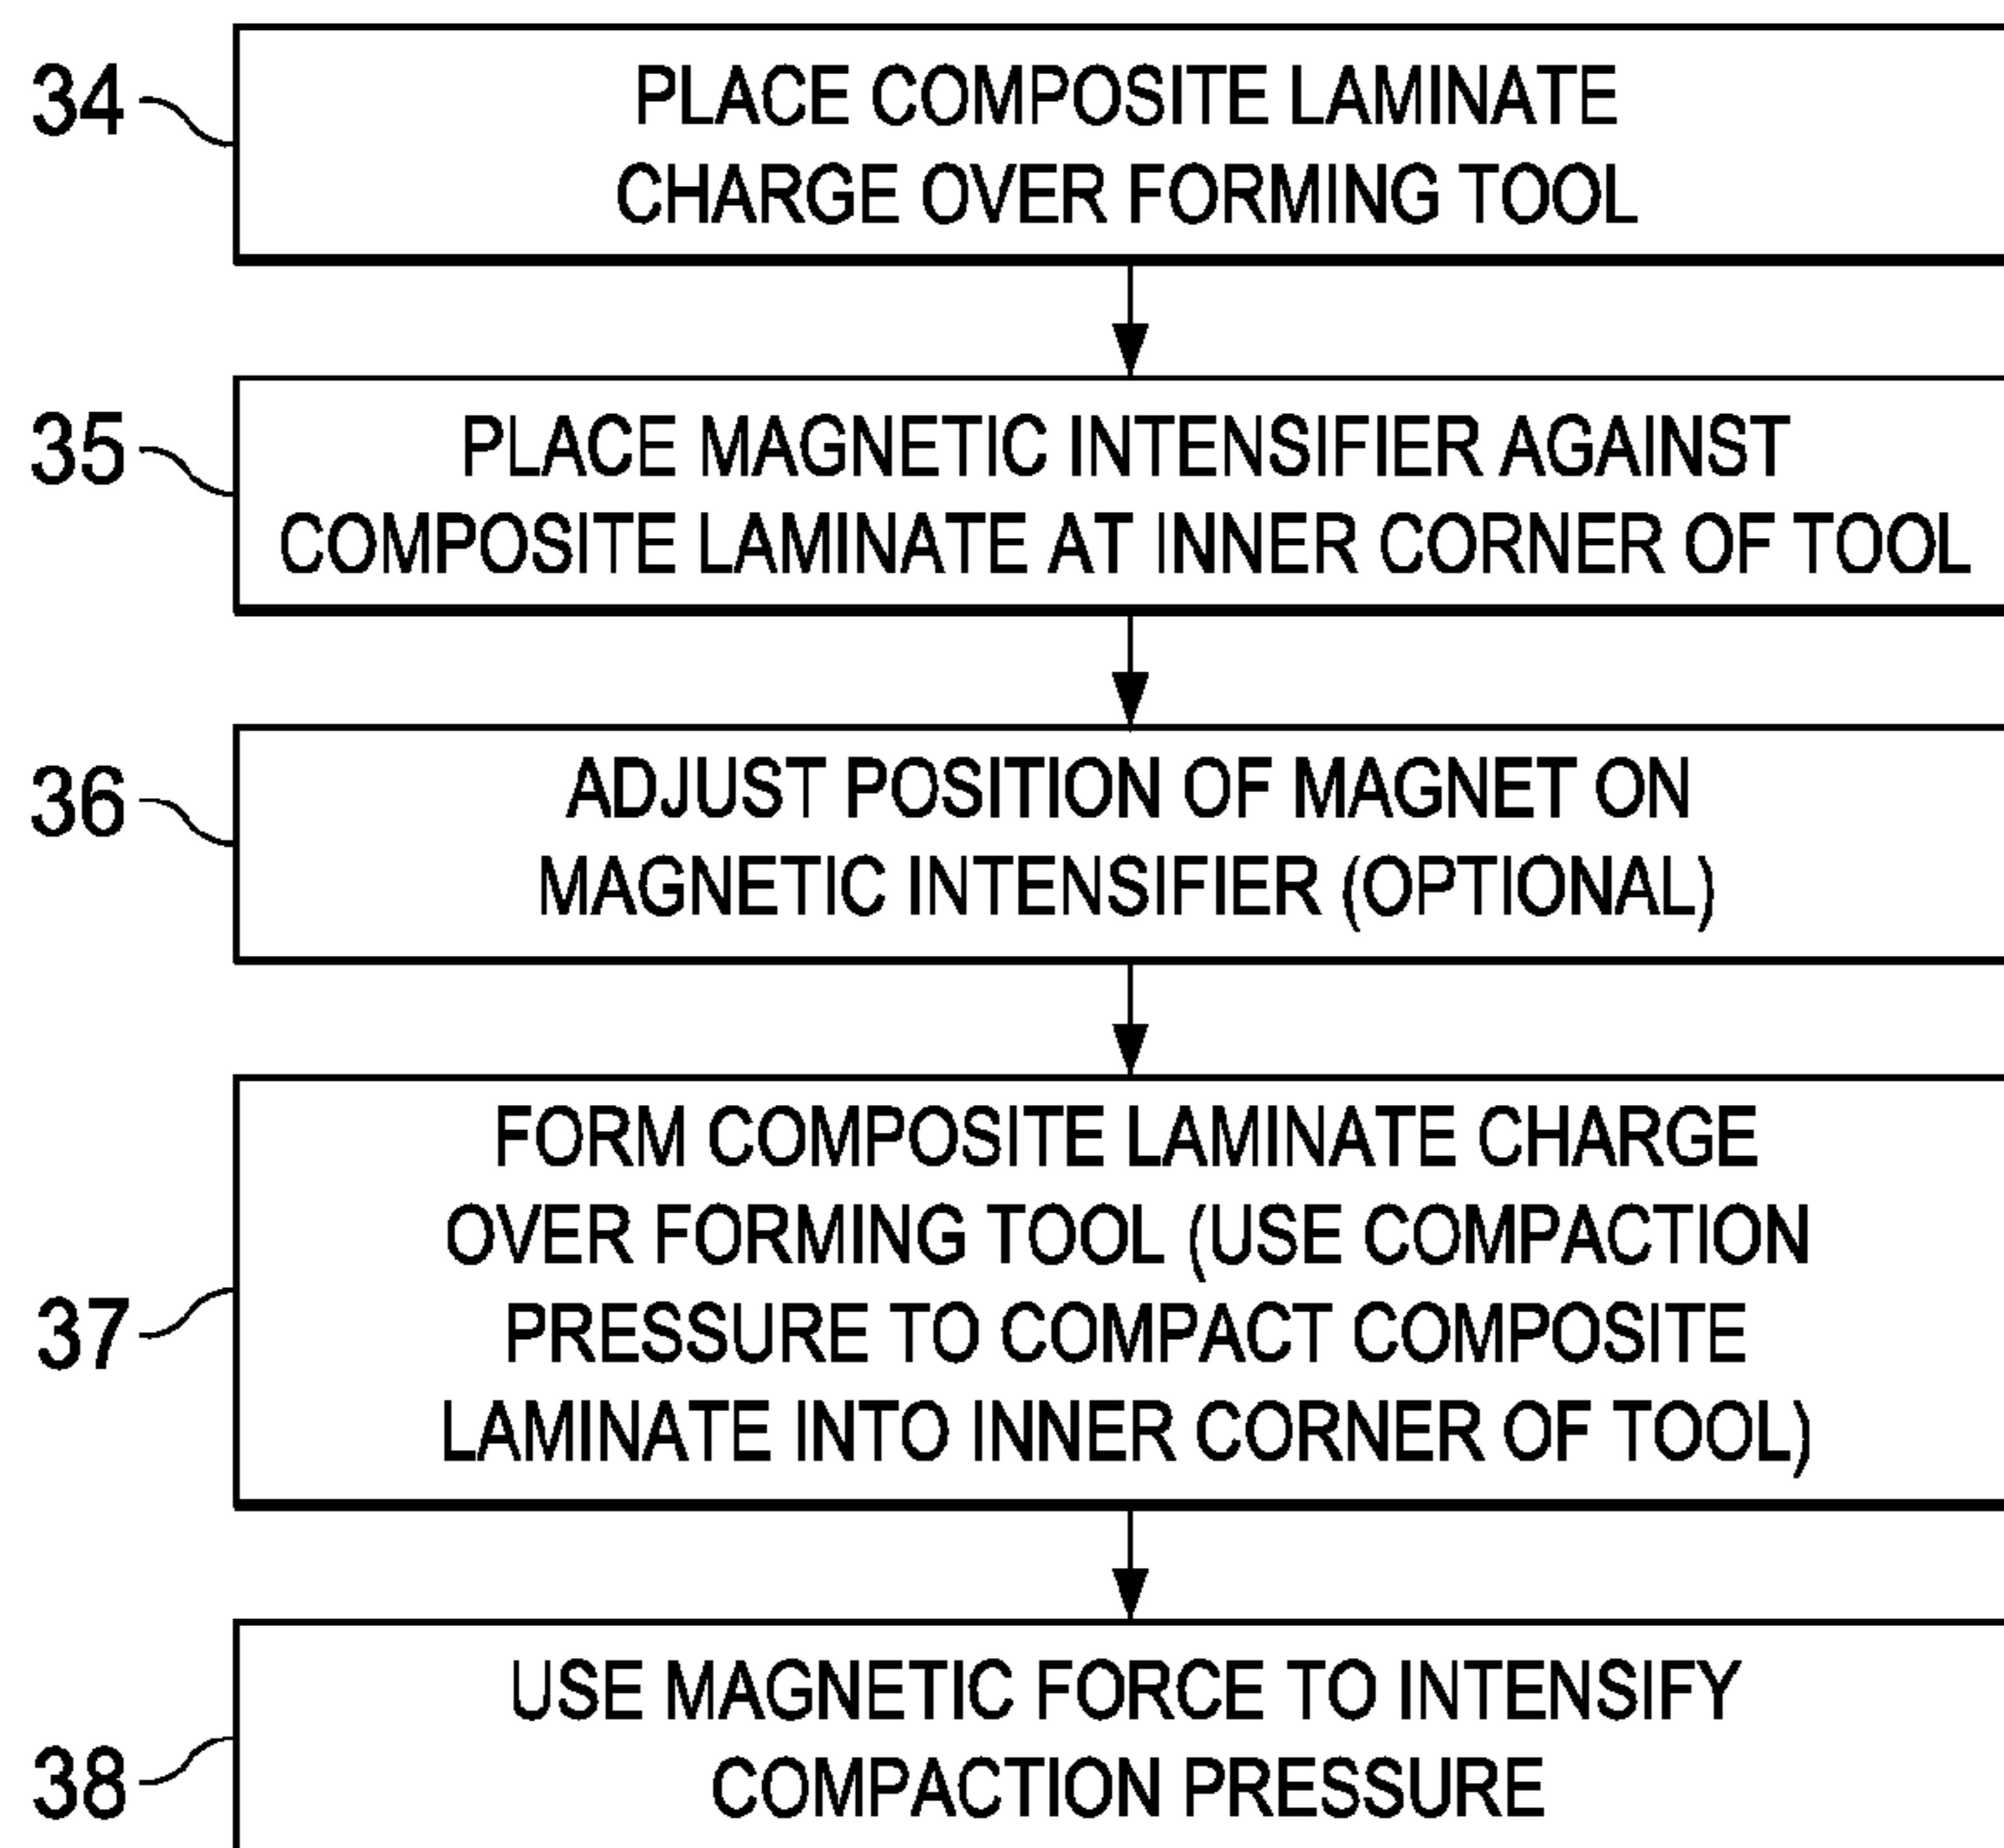 34
PLACE COMPOSITE LAMINATE
CHARGE OVER FORMING TOOL
35
PLACE MAGNETIC INTENSIFIER AGAINST
COMPOSITE LAMINATE AT INNER CORNER OF TOOL
36
ADJUST POSITION OF MAGNET ON
MAGNETIC INTENSIFIER (OPTIONAL)
37
FORM COMPOSITE LAMINATE CHARGE
OVER FORMING TOOL (USE COMPACTION
PRESSURE TO COMPACT COMPOSITE
LAMINATE INTO INNER CORNER OF TOOL)
38
USE MAGNETIC FORCE TO INTENSIFY
COMPACTION PRESSURE